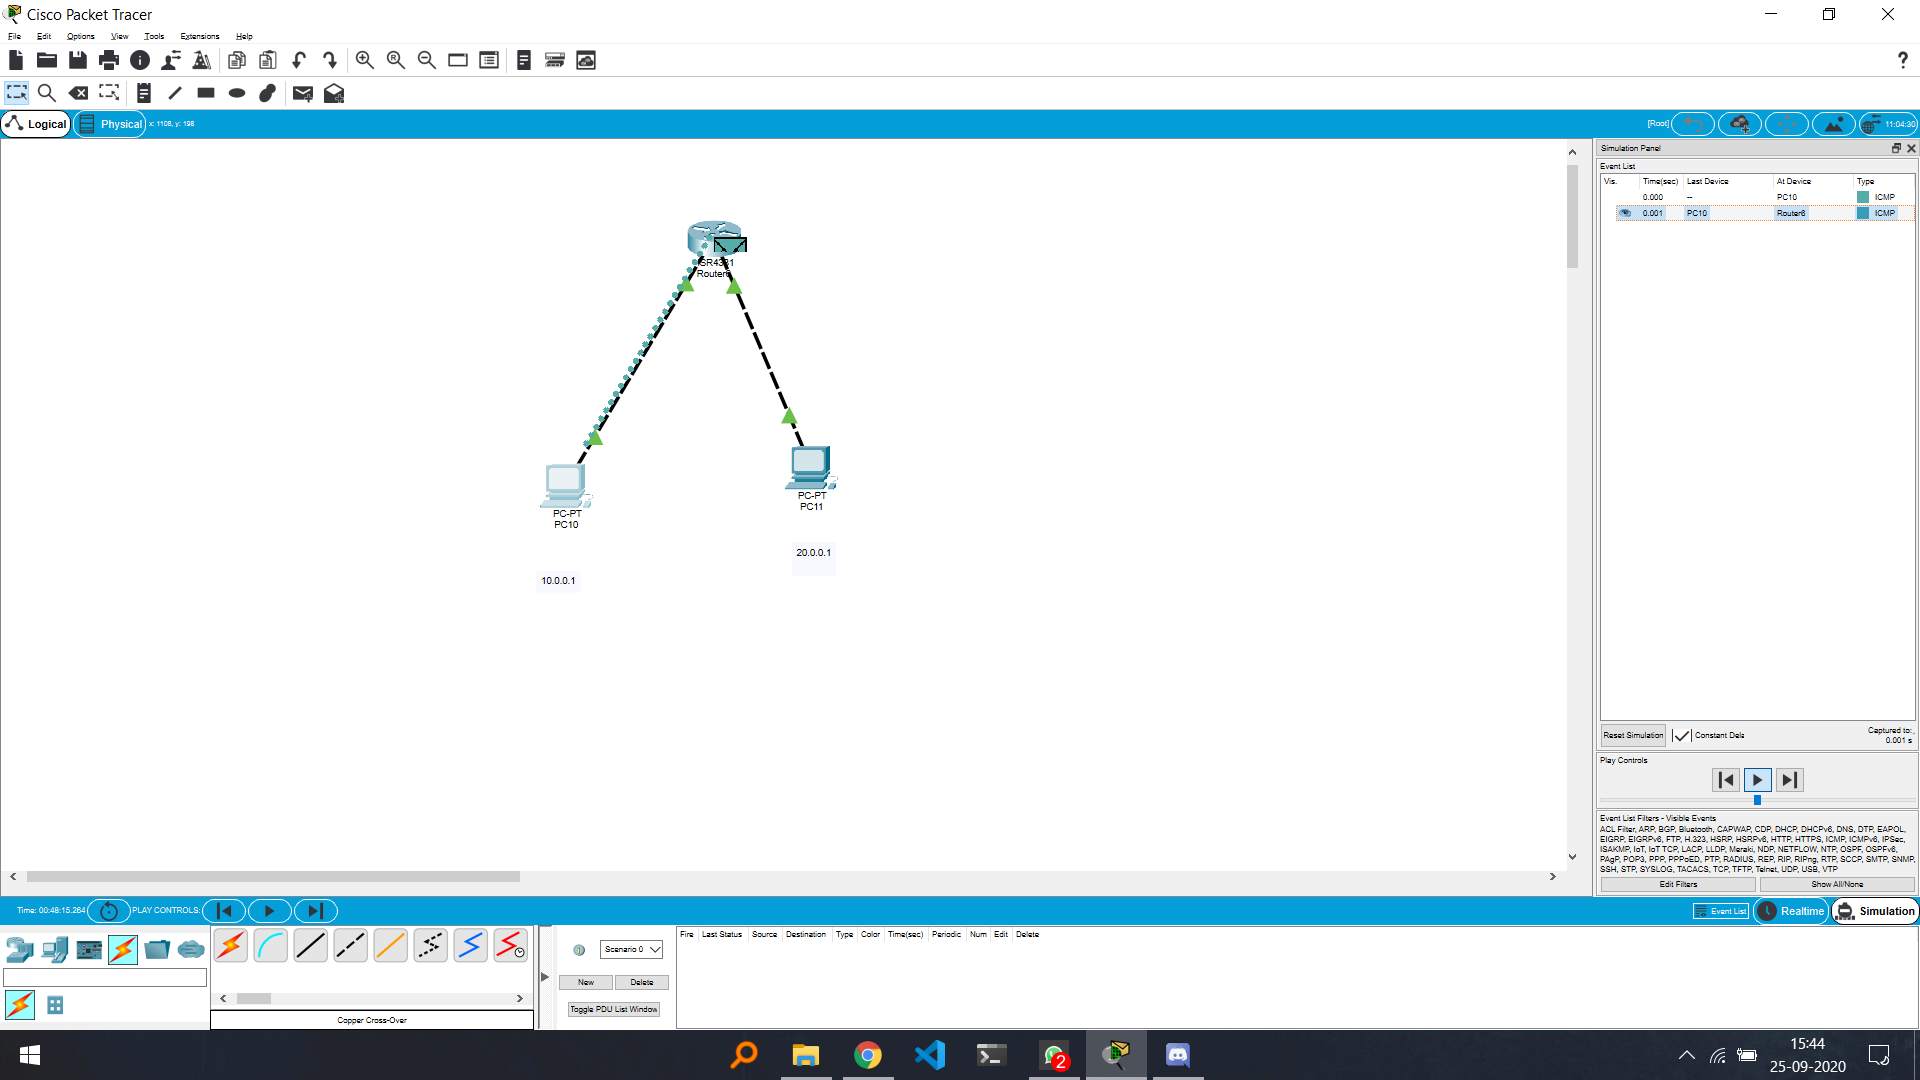 Cisco Packet Tracer
File Edit Options View Tools Extensions Help
Logical Physical x: 1108, y: 198 [Root] 11:04:30
Simulation Panel
Event List
Vis. Time(sec) Last Device At Device Type
0.000 -- PC10 ICMP
0.001 PC10 Router6 ICMP
ISR4331
Router6
PC-PT
PC10
PC-PT
PC11
20.0.0.1
10.0.0.1
Reset Simulation Constant Dela Captured to:
0.001 s
Play Controls
Event List Filters - Visible Events
ACL Filter, ARP, BGP, Bluetooth, CAPWAP, CDP, DHCP, DHCPv6, DNS, DTP, EAPOL,
EIGRP, EIGRPv6, FTP, H.323, HSRP, HSRPv6, HTTP, HTTPS, ICMP, ICMPv6, IPSec,
ISAKMP, IoT, IoT TCP, LACP, LLDP, Meraki, NDP, NETFLOW, NTP, OSPF, OSPFv6,
PAgP, POP3, PPP, PPPoED, PTP, RADIUS, REP, RIP, RIPng, RTP, SCCP, SMTP, SNMP,
SSH, STP, SYSLOG, TACACS, TCP, TFTP, Telnet, UDP, USB, VTP
Edit Filters Show All/None
Time: 00:48:15.264 PLAY CONTROLS: Event List Realtime Simulation
Fire Last Status Source Destination Type Color Time(sec) Periodic Num Edit Delete
Scenario 0
New Delete
Toggle PDU List Window
Copper Cross-Over
2
15:44
25-09-2020